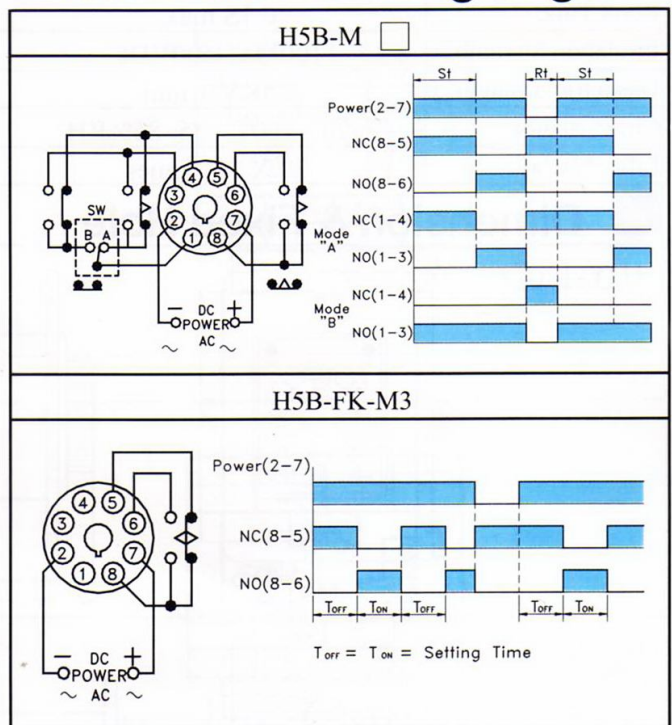 H5B-M
St Rt St
Power(2-7)
NC(8-5)
NO(8-6)
NC(1-4)
Mode "A"
NO(1-3)
NC(1-4)
Mode "B"
NO(1-3)
4 5
3 6
2 7
1 8
SW
B A
− DC +
POWER
∼ AC ∼
H5B-FK-M3
Power(2-7)
NC(8-5)
NO(8-6)
TOFF TON TOFF TOFF TON
TOFF = TON = Setting Time
4 5
3 6
2 7
1 8
− DC +
POWER
∼ AC ∼